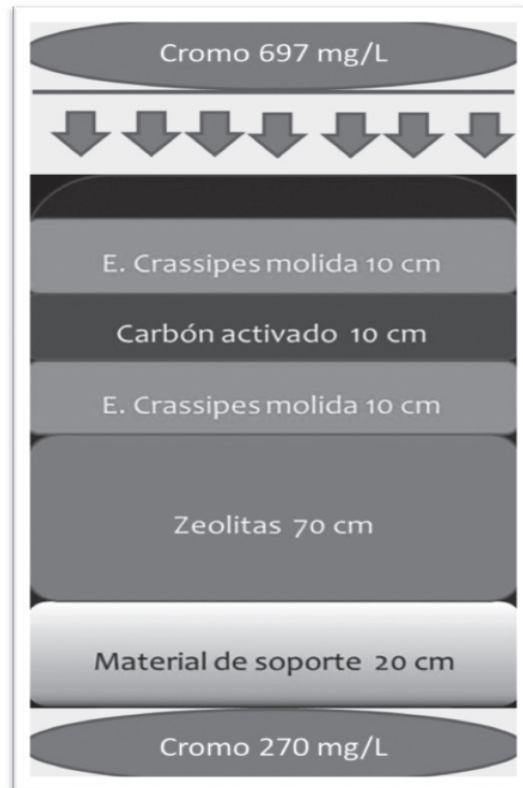 Cromo 697 mg/L
E. Crassipes molida 10 cm
Carbón activado 10 cm
E. Crassipes molida 10 cm
Zeolitas 70 cm
Material de soporte 20 cm
Cromo 270 mg/L